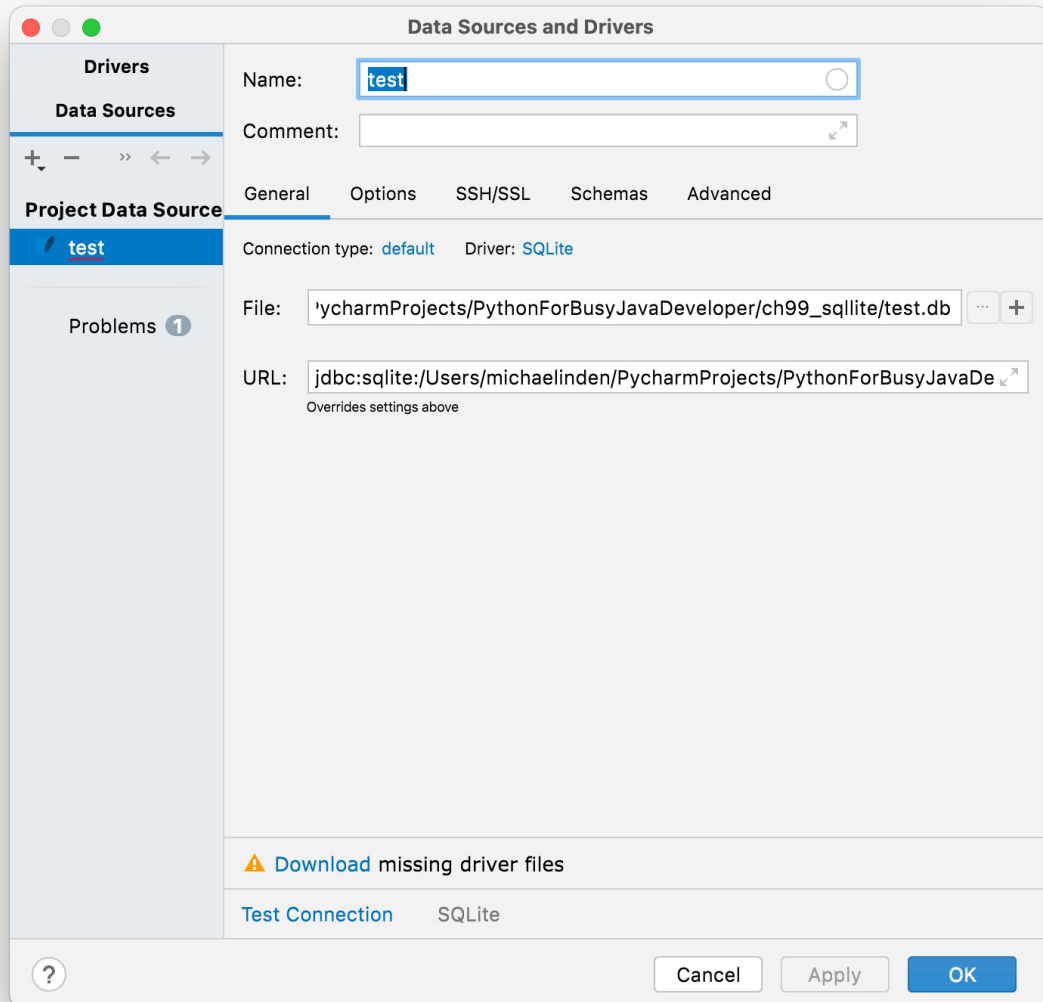 Data Sources and Drivers
Drivers
Data Sources
Project Data Source
test
Problems 1
Name: test
Comment:
General Options SSH/SSL Schemas Advanced
Connection type: default Driver: SQLite
File: ycharmProjects/PythonForBusyJavaDeveloper/ch99_sqllite/test.db ... +
URL: jdbc:sqlite:/Users/michaelinden/PycharmProjects/PythonForBusyJavaDe
Overrides settings above
Download missing driver files
Test Connection SQLite
? Cancel Apply OK